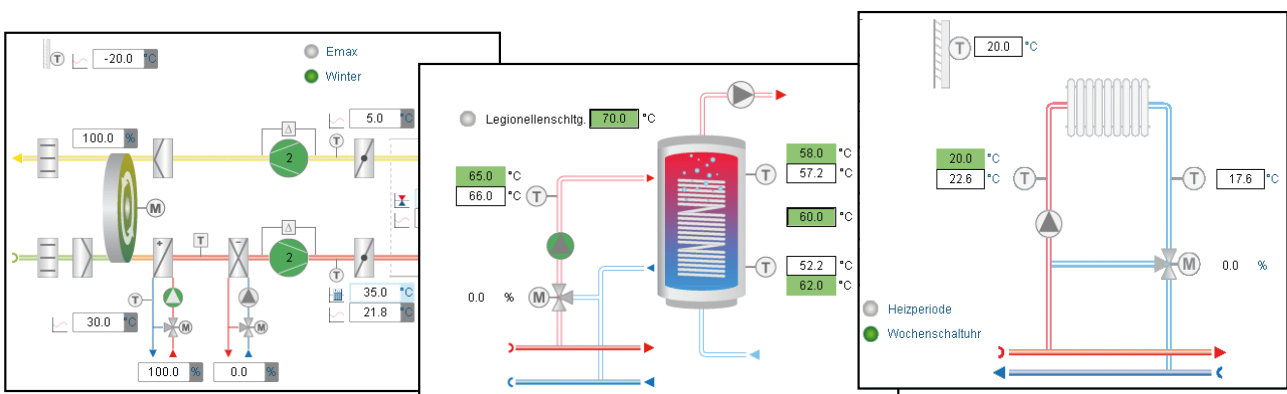 T
-20.0 °C
Emax
Winter
100.0 %
Δ
5.0 °C
2
T
M
+
T
−
Δ
2
T
T
35.0 °C
30.0 °C
M
M
21.8 °C
100.0 %
0.0 %
Legionellenschltg. 70.0 °C
65.0 °C
66.0 °C
T
58.0 °C
T
57.2 °C
60.0 °C
52.2 °C
T
62.0 °C
0.0 %
M
T
20.0 °C
20.0 °C
22.6 °C
T
T
17.6 °C
M
0.0 %
Heizperiode
Wochenschaltuhr